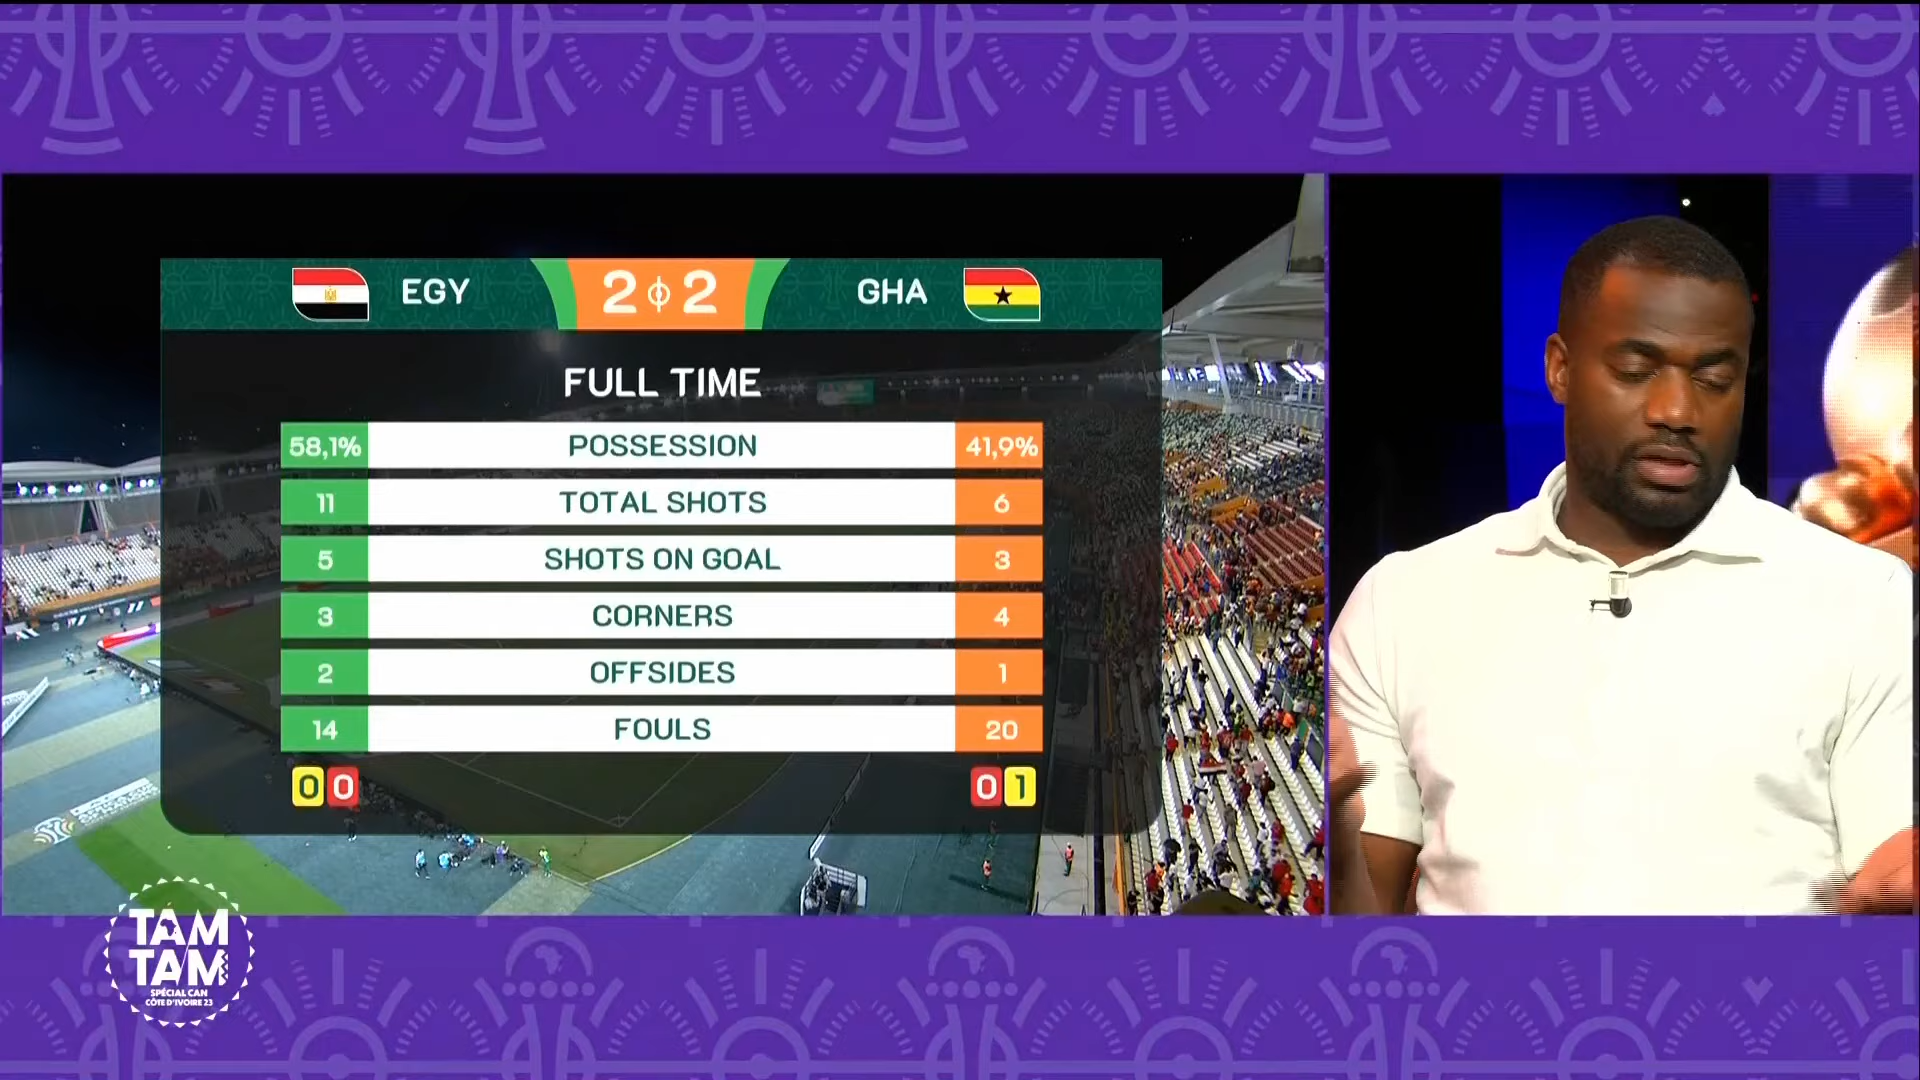 EGY 2 2 GHA
FULL TIME
58,1% POSSESSION 41,9%
11 TOTAL SHOTS 6
5 SHOTS ON GOAL 3
3 CORNERS 4
2 OFFSIDES 1
14 FOULS 20
0 0 0 1
TAM
TAM
SPÉCIAL CAN
CÔTE D'IVOIRE 23